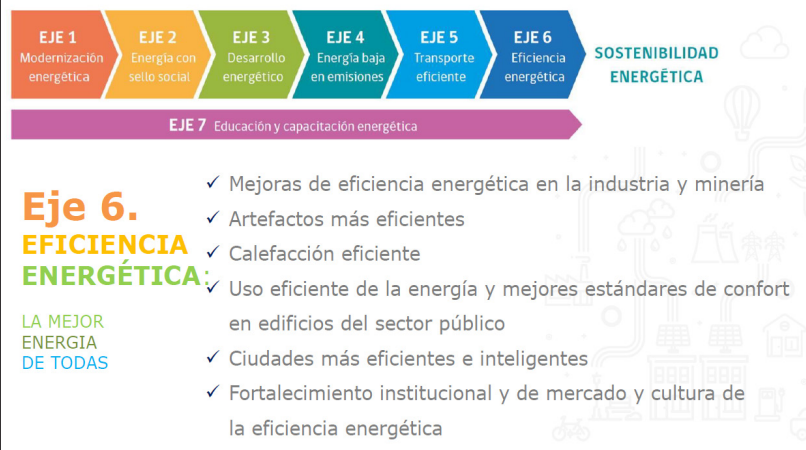 EJE 1
Modernización
energética
EJE 2
Energía con
sello social
EJE 3
Desarrollo
energético
EJE 4
Energía baja
en emisiones
EJE 5
Transporte
eficiente
EJE 6
Eficiencia
energética
SOSTENIBILIDAD
ENERGÉTICA
EJE 7 Educación y capacitación energética
Eje 6.
EFICIENCIA
ENERGÉTICA:
LA MEJOR
ENERGIA
DE TODAS
✓ Mejoras de eficiencia energética en la industria y minería
✓ Artefactos más eficientes
✓ Calefacción eficiente
✓ Uso eficiente de la energía y mejores estándares de confort
en edificios del sector público
✓ Ciudades más eficientes e inteligentes
✓ Fortalecimiento institucional y de mercado y cultura de
la eficiencia energética